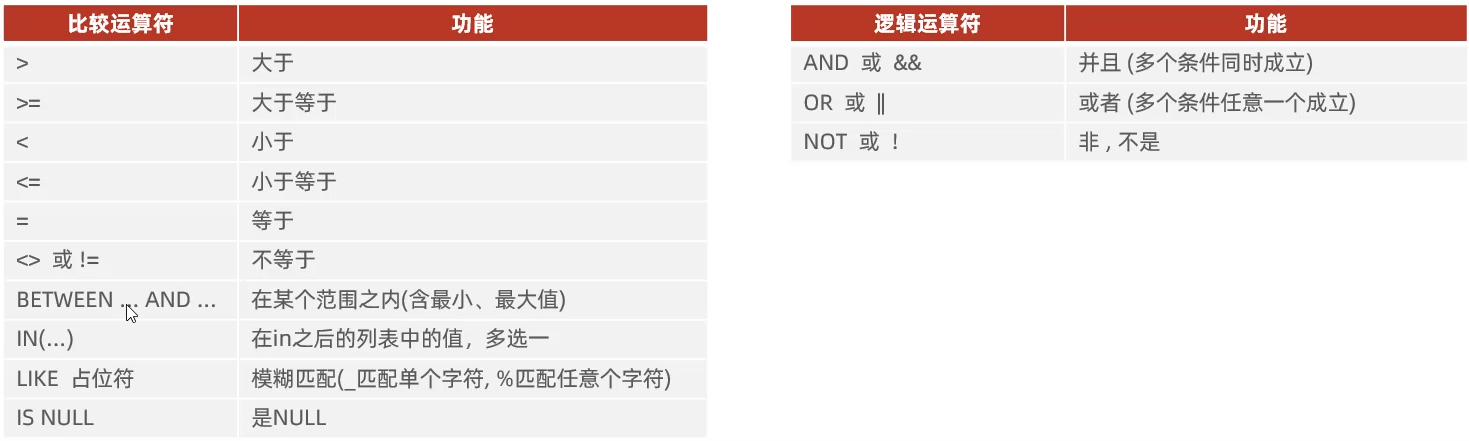 比较运算符 功能
> 大于
>= 大于等于
< 小于
<= 小于等于
= 等于
<> 或 != 不等于
BETWEEN ... AND ... 在某个范围之内(含最小、最大值)
IN(...) 在in之后的列表中的值，多选一
LIKE 占位符 模糊匹配(_匹配单个字符, %匹配任意个字符)
IS NULL 是NULL
逻辑运算符 功能
AND 或 && 并且 (多个条件同时成立)
OR 或 || 或者 (多个条件任意一个成立)
NOT 或 ! 非 , 不是